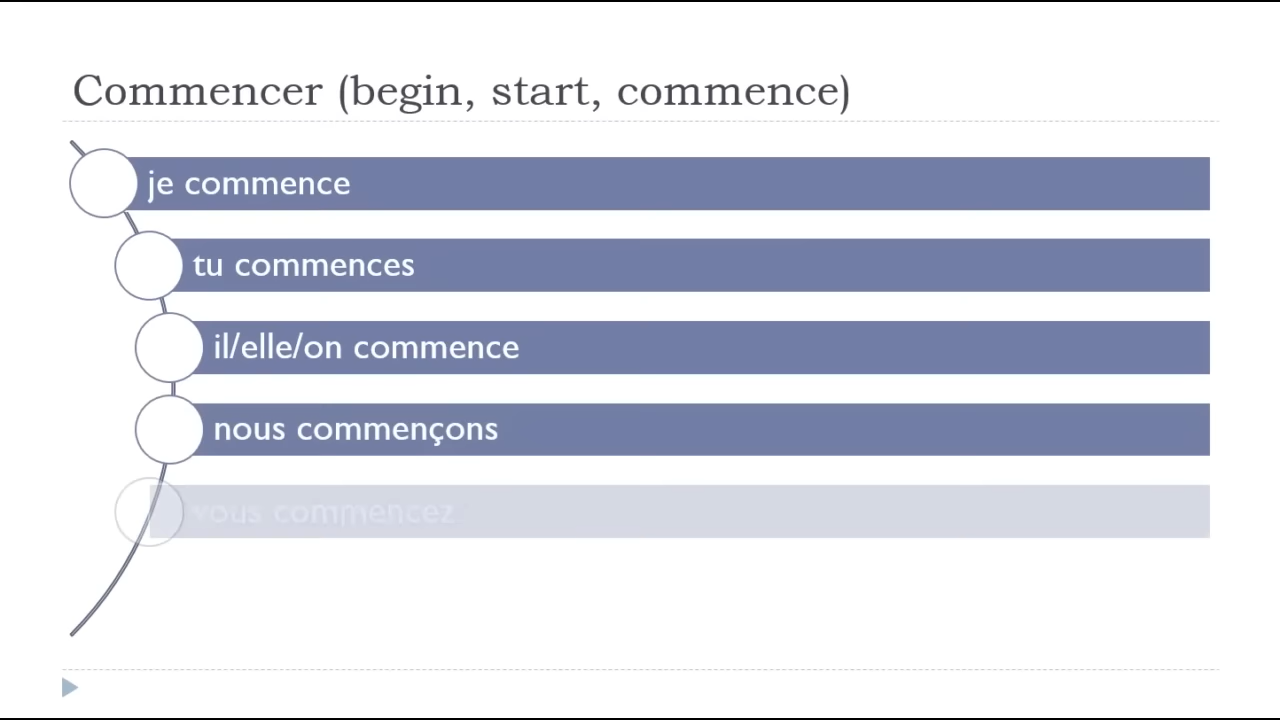 Commencer (begin, start, commence)
je commence
tu commences
il/elle/on commence
nous commençons
vous commencez